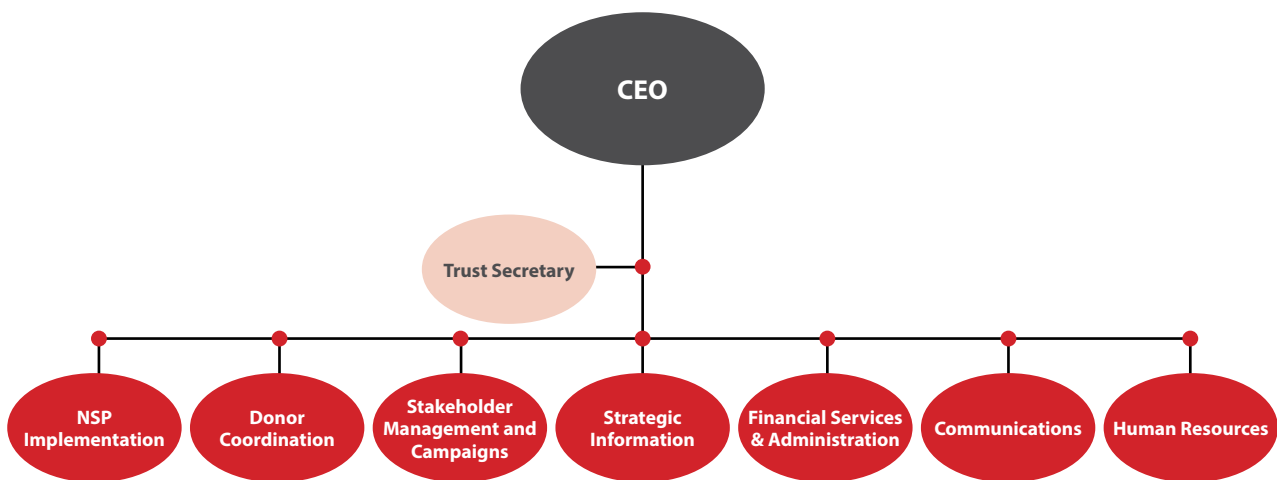 CEO
Trust Secretary
NSP
Implementation
Donor
Coordination
Stakeholder
Management and
Campaigns
Strategic
Information
Financial Services
& Administration
Communications
Human Resources